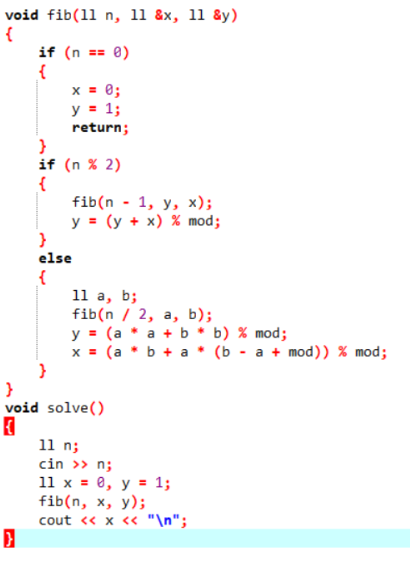 void fib(ll n, ll &x, ll &y)
{
    if (n == 0)
    {
        x = 0;
        y = 1;
        return;
    }
    if (n % 2)
    {
        fib(n - 1, y, x);
        y = (y + x) % mod;
    }
    else
    {
        ll a, b;
        fib(n / 2, a, b);
        y = (a * a + b * b) % mod;
        x = (a * b + a * (b - a + mod)) % mod;
    }
}
void solve()
{
    ll n;
    cin >> n;
    ll x = 0, y = 1;
    fib(n, x, y);
    cout << x << "\n";
}